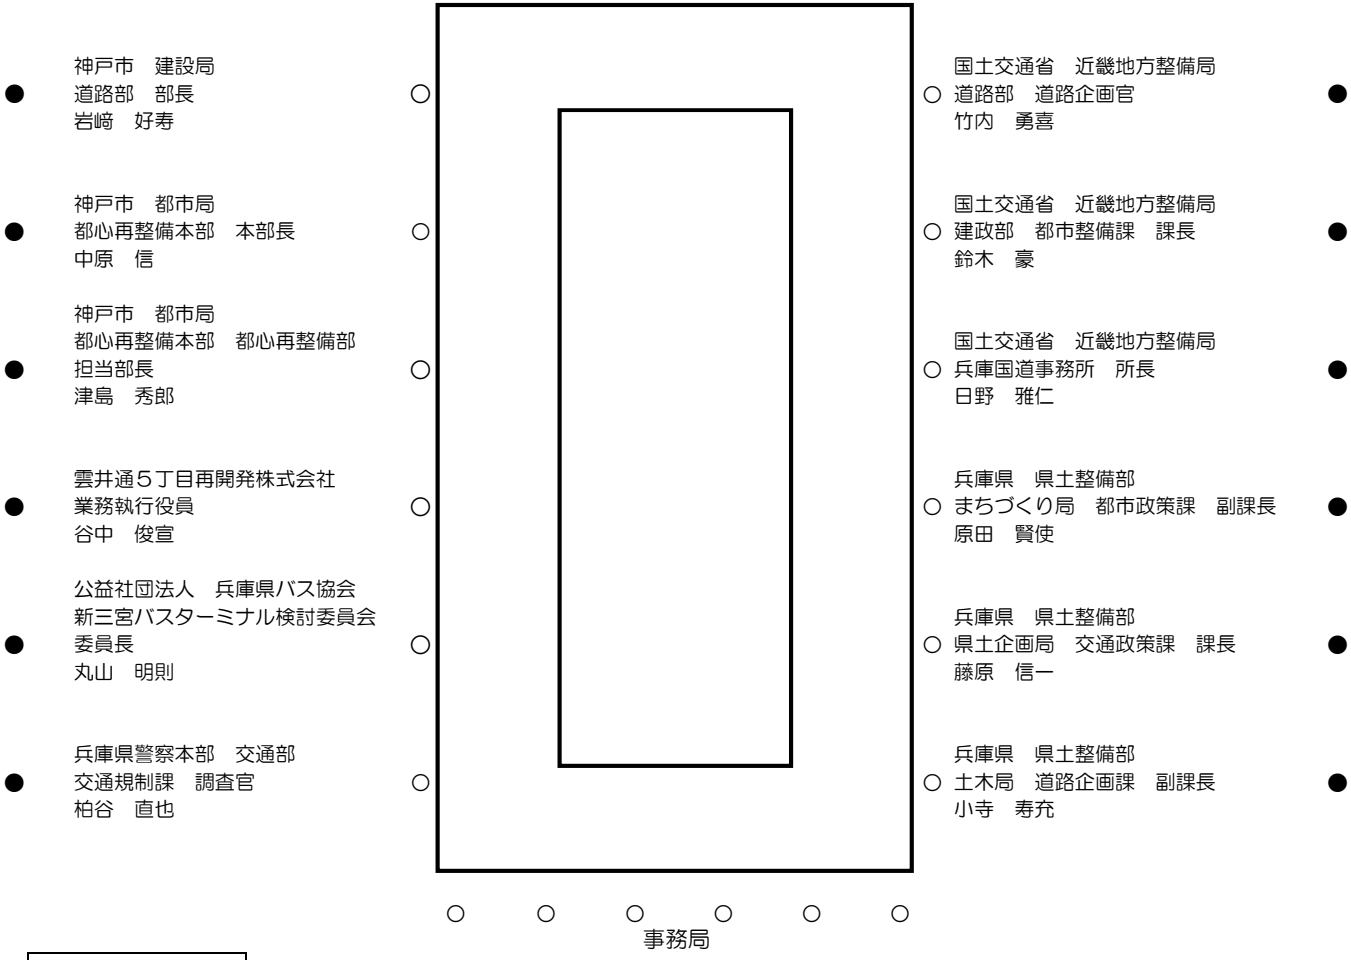 神戸市　建設局
道路部　部長
岩﨑　好寿
神戸市　都市局
都心再整備本部　本部長
中原　信
神戸市　都市局
都心再整備本部　都心再整備部
担当部長
津島　秀郎
雲井通５丁目再開発株式会社
業務執行役員
谷中　俊宣
公益社団法人　兵庫県バス協会
新三宮バスターミナル検討委員会
委員長
丸山　明則
兵庫県警察本部　交通部
交通規制課　調査官
柏谷　直也
国土交通省　近畿地方整備局
道路部　道路企画官
竹内　勇喜
国土交通省　近畿地方整備局
建政部　都市整備課　課長
鈴木　豪
国土交通省　近畿地方整備局
兵庫国道事務所　所長
日野　雅仁
兵庫県　県土整備部
まちづくり局　都市政策課　副課長
原田　賢使
兵庫県　県土整備部
県土企画局　交通政策課　課長
藤原　信一
兵庫県　県土整備部
土木局　道路企画課　副課長
小寺　寿充
事務局